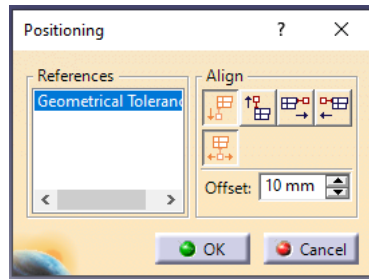 Positioning
?
References
Geometrical Toleranc
Align
Offset: 10 mm
OK
Cancel